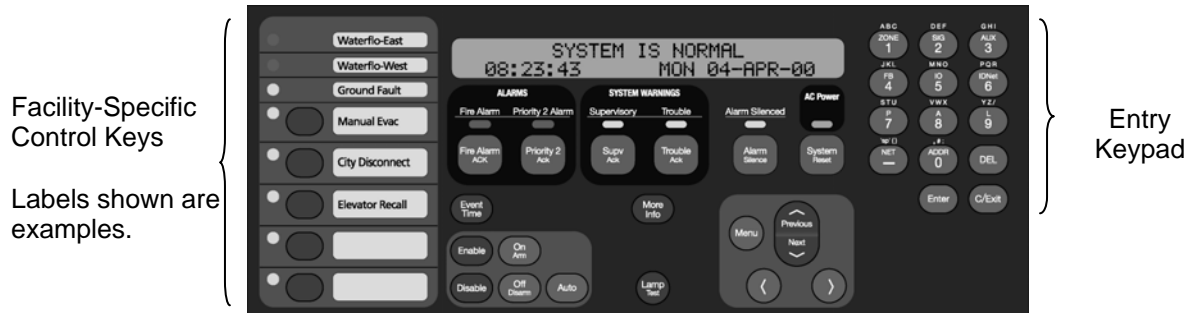 Facility-Specific
Control Keys
Labels shown are
examples.
Waterflo-East
Waterflo-West
Ground Fault
Manual Evac
City Disconnect
Elevator Recall
SYSTEM IS NORMAL
08:23:43 MON 04-APR-00
ALARMS
Fire Alarm Priority 2 Alarm
Fire Alarm
ACK
Priority 2
Ack
SYSTEM WARNINGS
Supervisory Trouble
Supv
Ack
Trouble
Ack
Alarm Silenced
Alarm
Silence
AC Power
System
Reset
Event
Time
More
Info
Enable
On
Arm
Disable
Off
Disarm
Auto
Lamp
Test
Menu
Previous
Next
ABC DEF GHI
ZONE SIG AUX
1 2 3
JKL MNO PQR
FB IO IDNet
4 5 6
STU VWX YZ/
P A L
7 8 9
NET ADDR
— 0 DEL
Enter C/Exit
Entry
Keypad